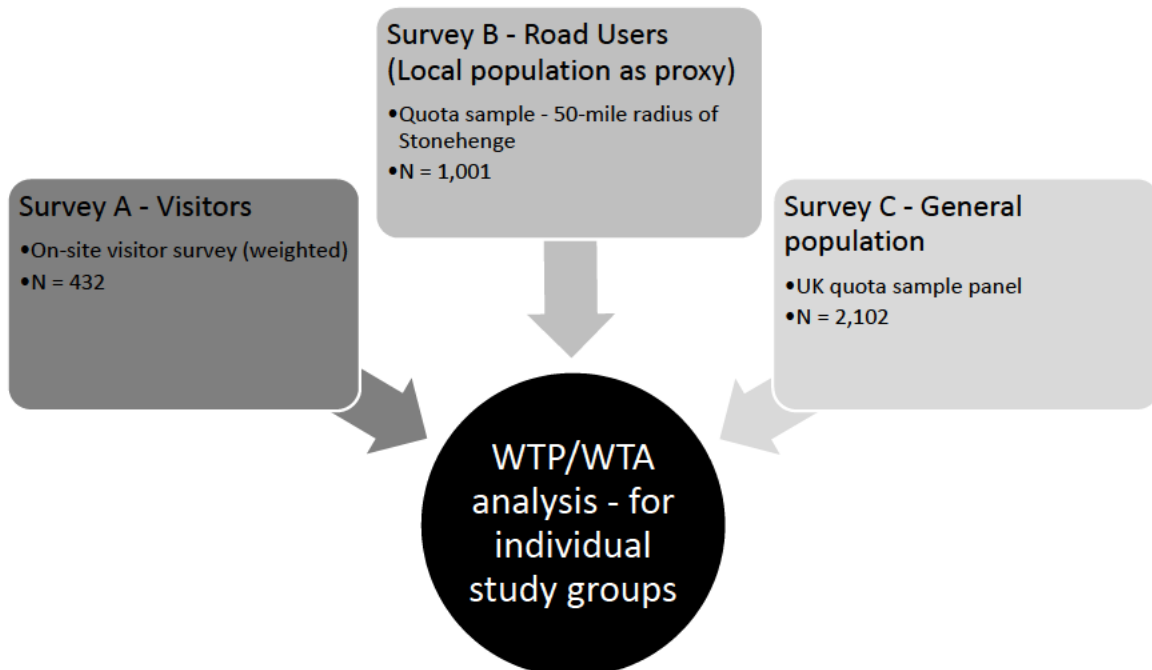 Survey A - Visitors
•On-site visitor survey (weighted)
•N = 432
Survey B - Road Users
(Local population as proxy)
•Quota sample - 50-mile radius of
Stonehenge
•N = 1,001
Survey C - General
population
•UK quota sample panel
•N = 2,102
WTP/WTA
analysis - for
individual
study groups